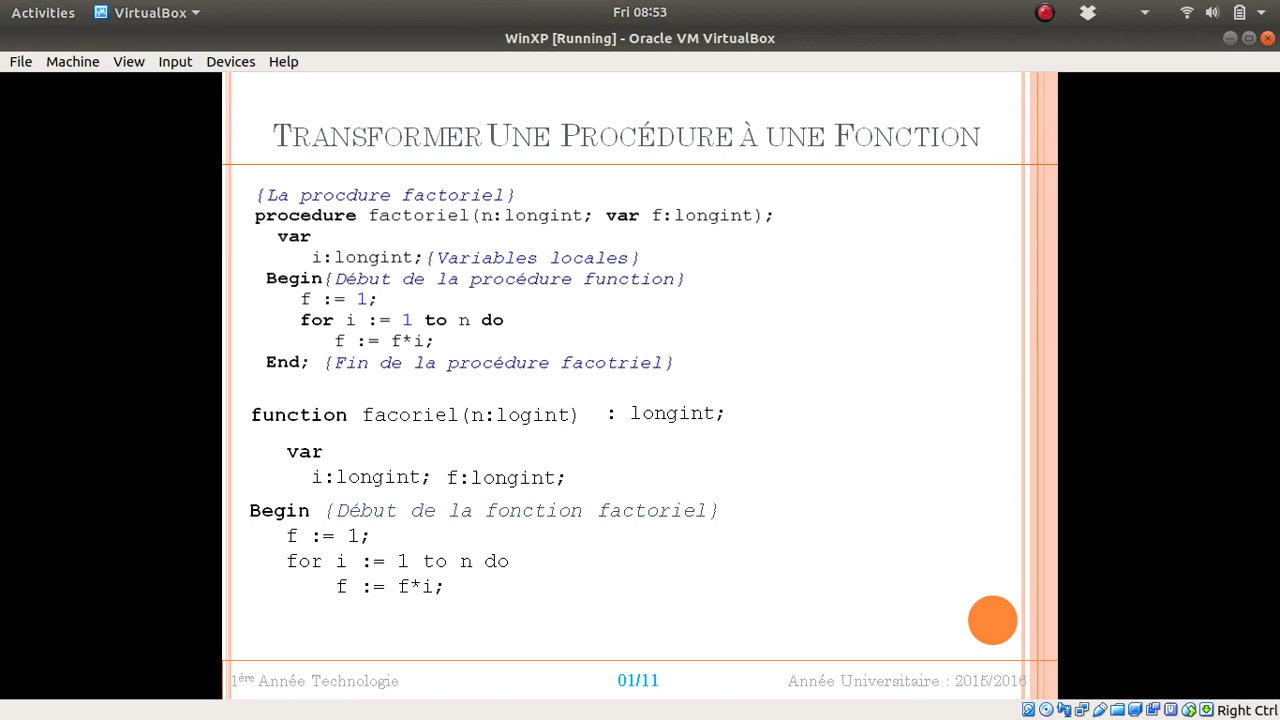 Activities VirtualBox Fri 08:53
WinXP [Running] - Oracle VM VirtualBox
File Machine View Input Devices Help
TRANSFORMER UNE PROCÉDURE À UNE FONCTION
{La procdure factoriel}
procedure factoriel(n:longint; var f:longint);
var
i:longint;{Variables locales}
Begin{Début de la procédure function}
f := 1;
for i := 1 to n do
f := f*i;
End; {Fin de la procédure facotriel}
function facoriel(n:logint) : longint;
var
i:longint; f:longint;
Begin {Début de la fonction factoriel}
f := 1;
for i := 1 to n do
f := f*i;
1ère Année Technologie 01/11 Année Universitaire : 2015/2016
Right Ctrl